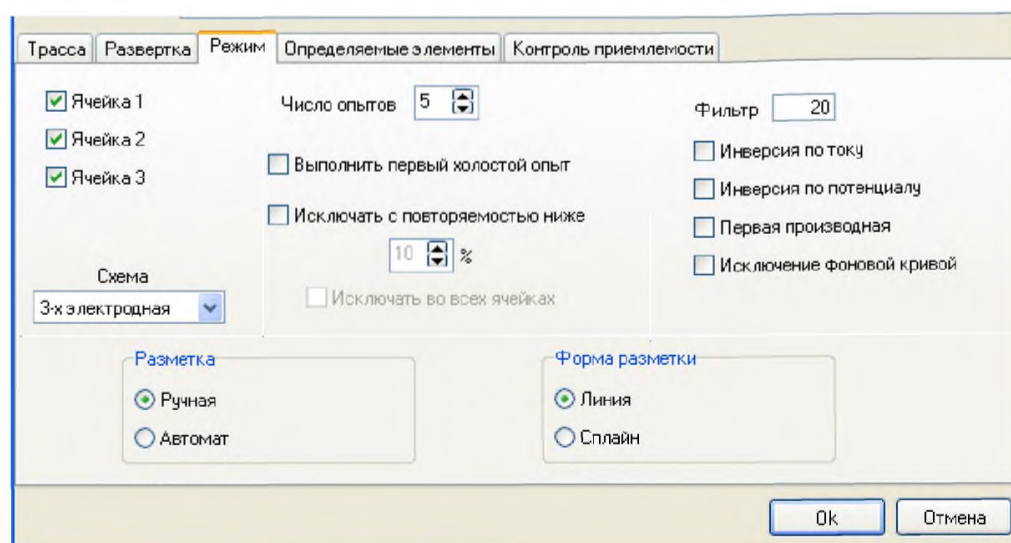 Трасса Развертка Режим Определяемые элементы Контроль приемлемости
Ячейка 1
Ячейка 2
Ячейка 3
Схема
3-х электродная
Число опытов 5
Выполнить первый холостой опыт
Исключать с повторяемостью ниже
10 %
Исключать во всех ячейках
Фильтр 20
Инверсия по току
Инверсия по потенциалу
Первая производная
Исключение фоновой кривой
Разметка
Ручная
Автомат
Форма разметки
Линия
Сплайн
Ok Отмена